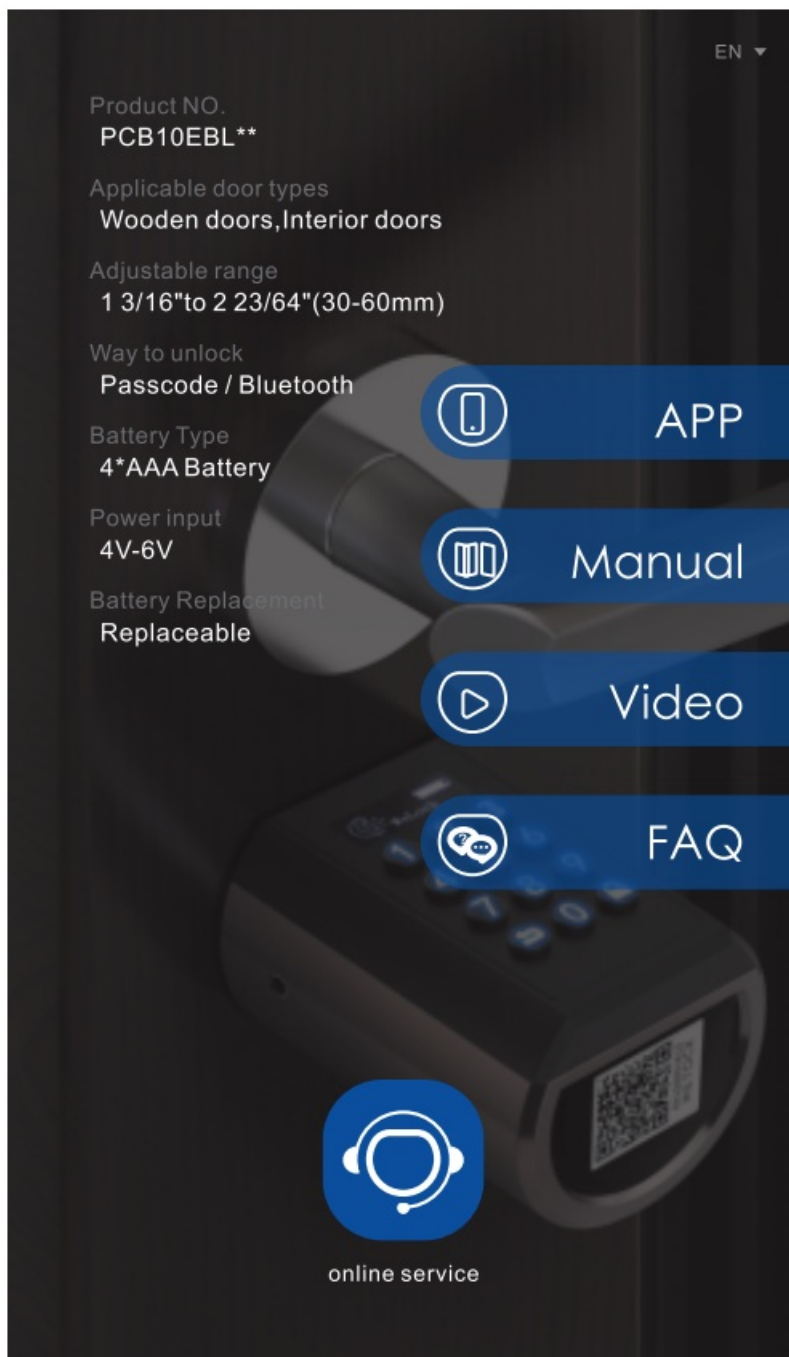 EN
Product NO.
PCB10EBL**
Applicable door types
Wooden doors,Interior doors
Adjustable range
1 3/16"to 2 23/64"(30-60mm)
Way to unlock
Passcode / Bluetooth
Battery Type
4*AAA Battery
Power input
4V-6V
Battery Replacement
Replaceable
APP
Manual
Video
FAQ
online service